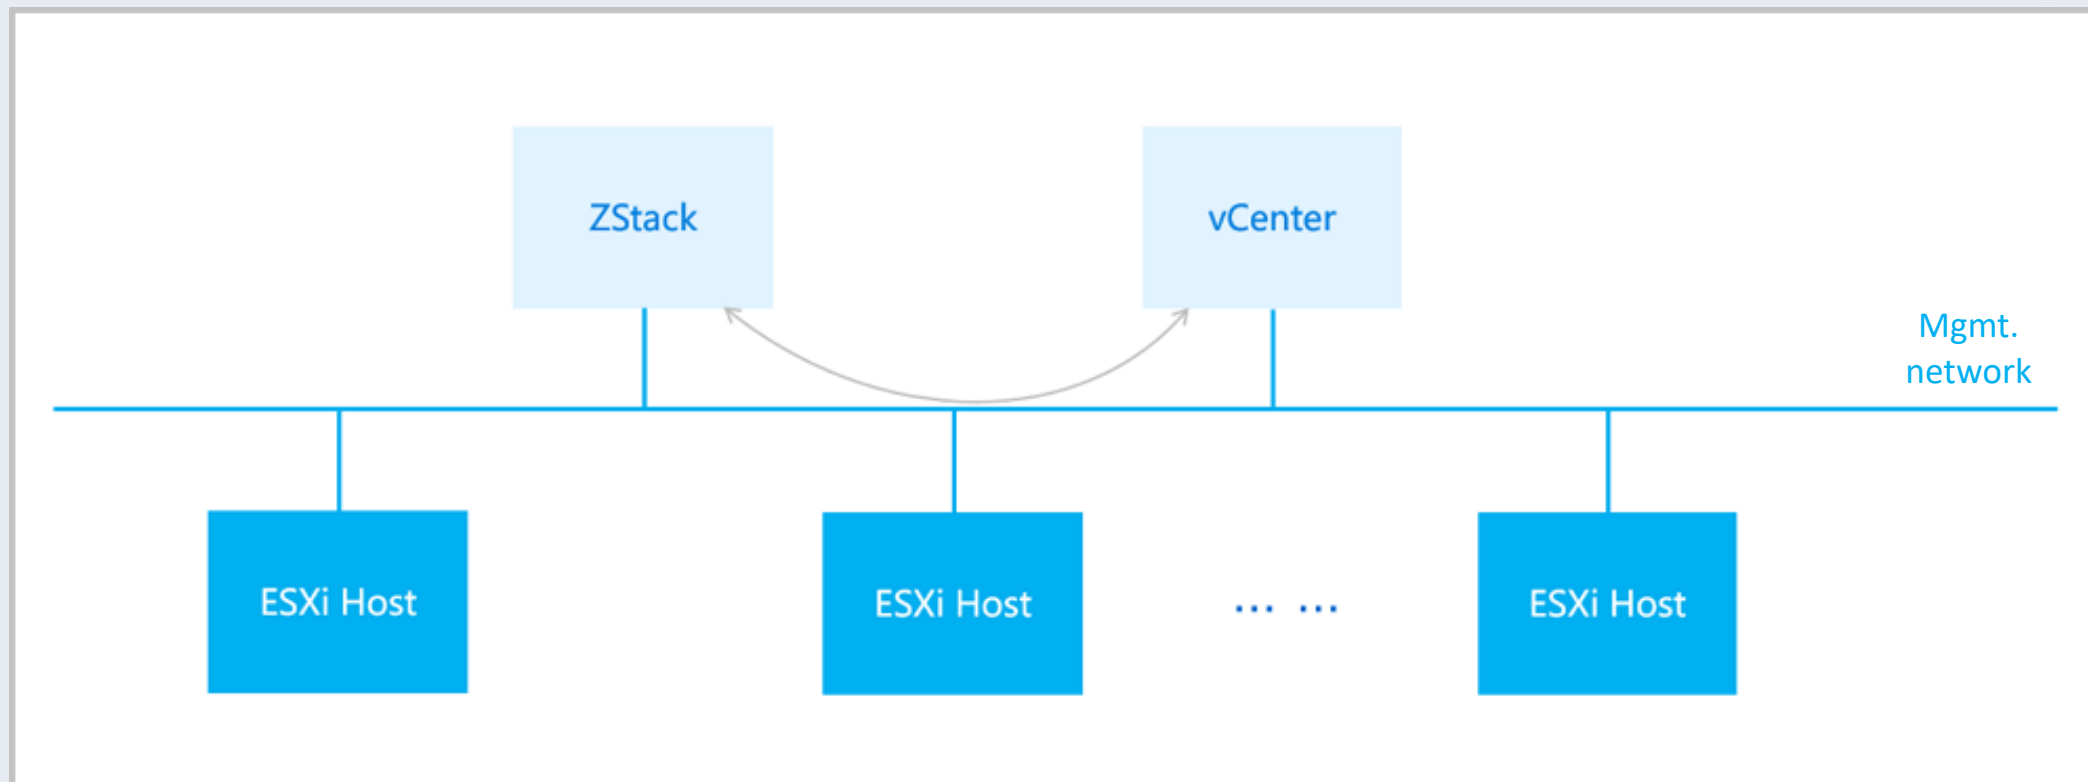 ZStack
vCenter
Mgmt.
network
ESXi Host
ESXi Host
... ...
ESXi Host